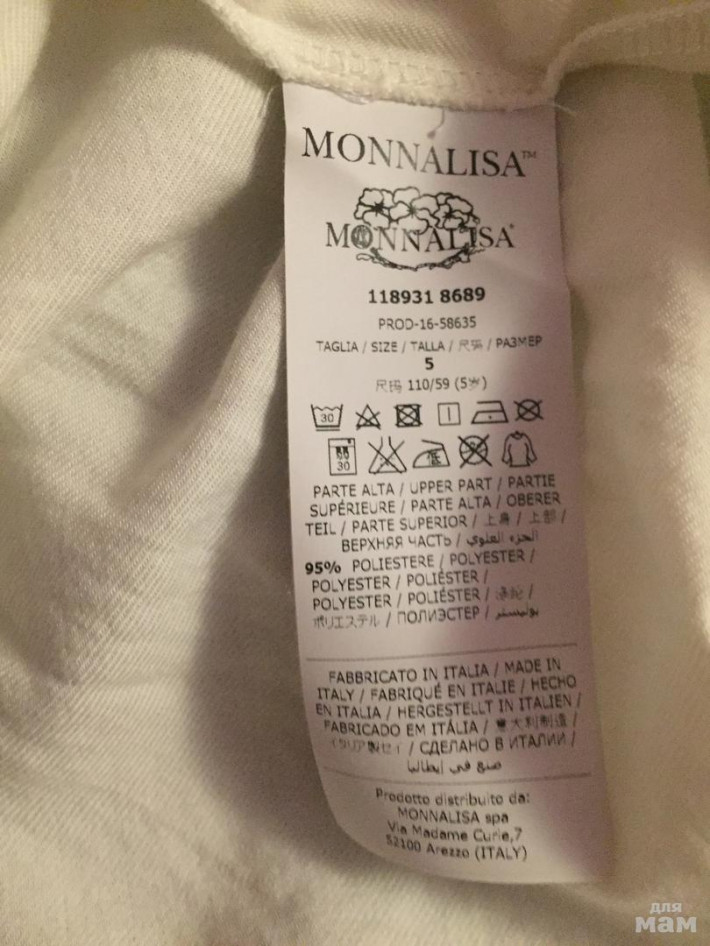 MONNALISA™
MONNALISA
118931 8689
PROD-16-58635
TAGLIA / SIZE / TALLA / 尺码 / РАЗМЕР
5
尺码 110/59 (5岁)
30
30 低
PARTE ALTA / UPPER PART / PARTIE
SUPÉRIEURE / PARTE ALTA / OBERER
TEIL / PARTE SUPERIOR / 上身 / 上部 /
ВЕРХНЯЯ ЧАСТЬ / الجزء العلوي
95% POLIESTERE / POLYESTER /
POLYESTER / POLIÉSTER /
POLYESTER / POLIÉSTER / 涤纶 /
ポリエステル / ПОЛИЭСТЕР / بوليستر
FABBRICATO IN ITALIA / MADE IN
ITALY / FABRIQUÉ EN ITALIE / HECHO
EN ITALIA / HERGESTELLT IN ITALIEN /
FABRICADO EM ITÁLIA / 意大利制造 /
イタリア製セイ / СДЕЛАНО В ИТАЛИИ /
صنع في إيطاليا
Prodotto distribuito da:
MONNALISA spa
Via Madame Curie,7
52100 Arezzo (ITALY)
для
мам